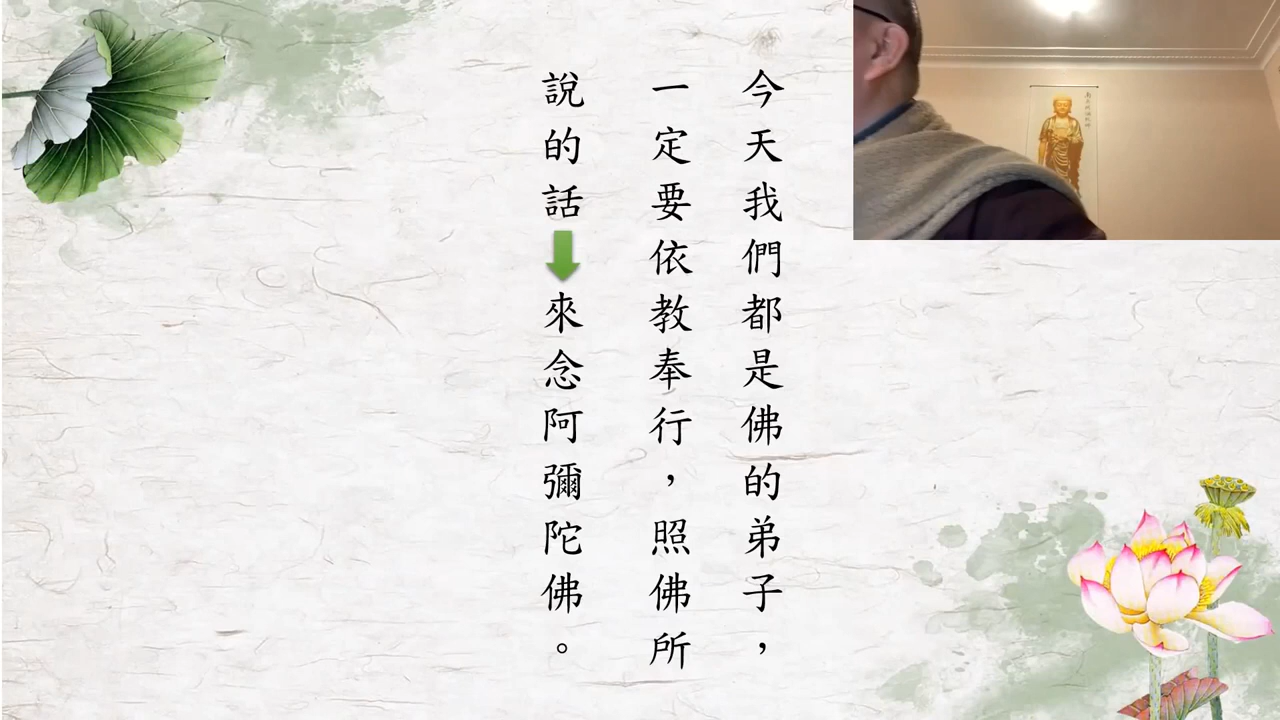 今天我們都是佛的弟子，
一定要依教奉行，照佛所
說的話
來念阿彌陀佛。